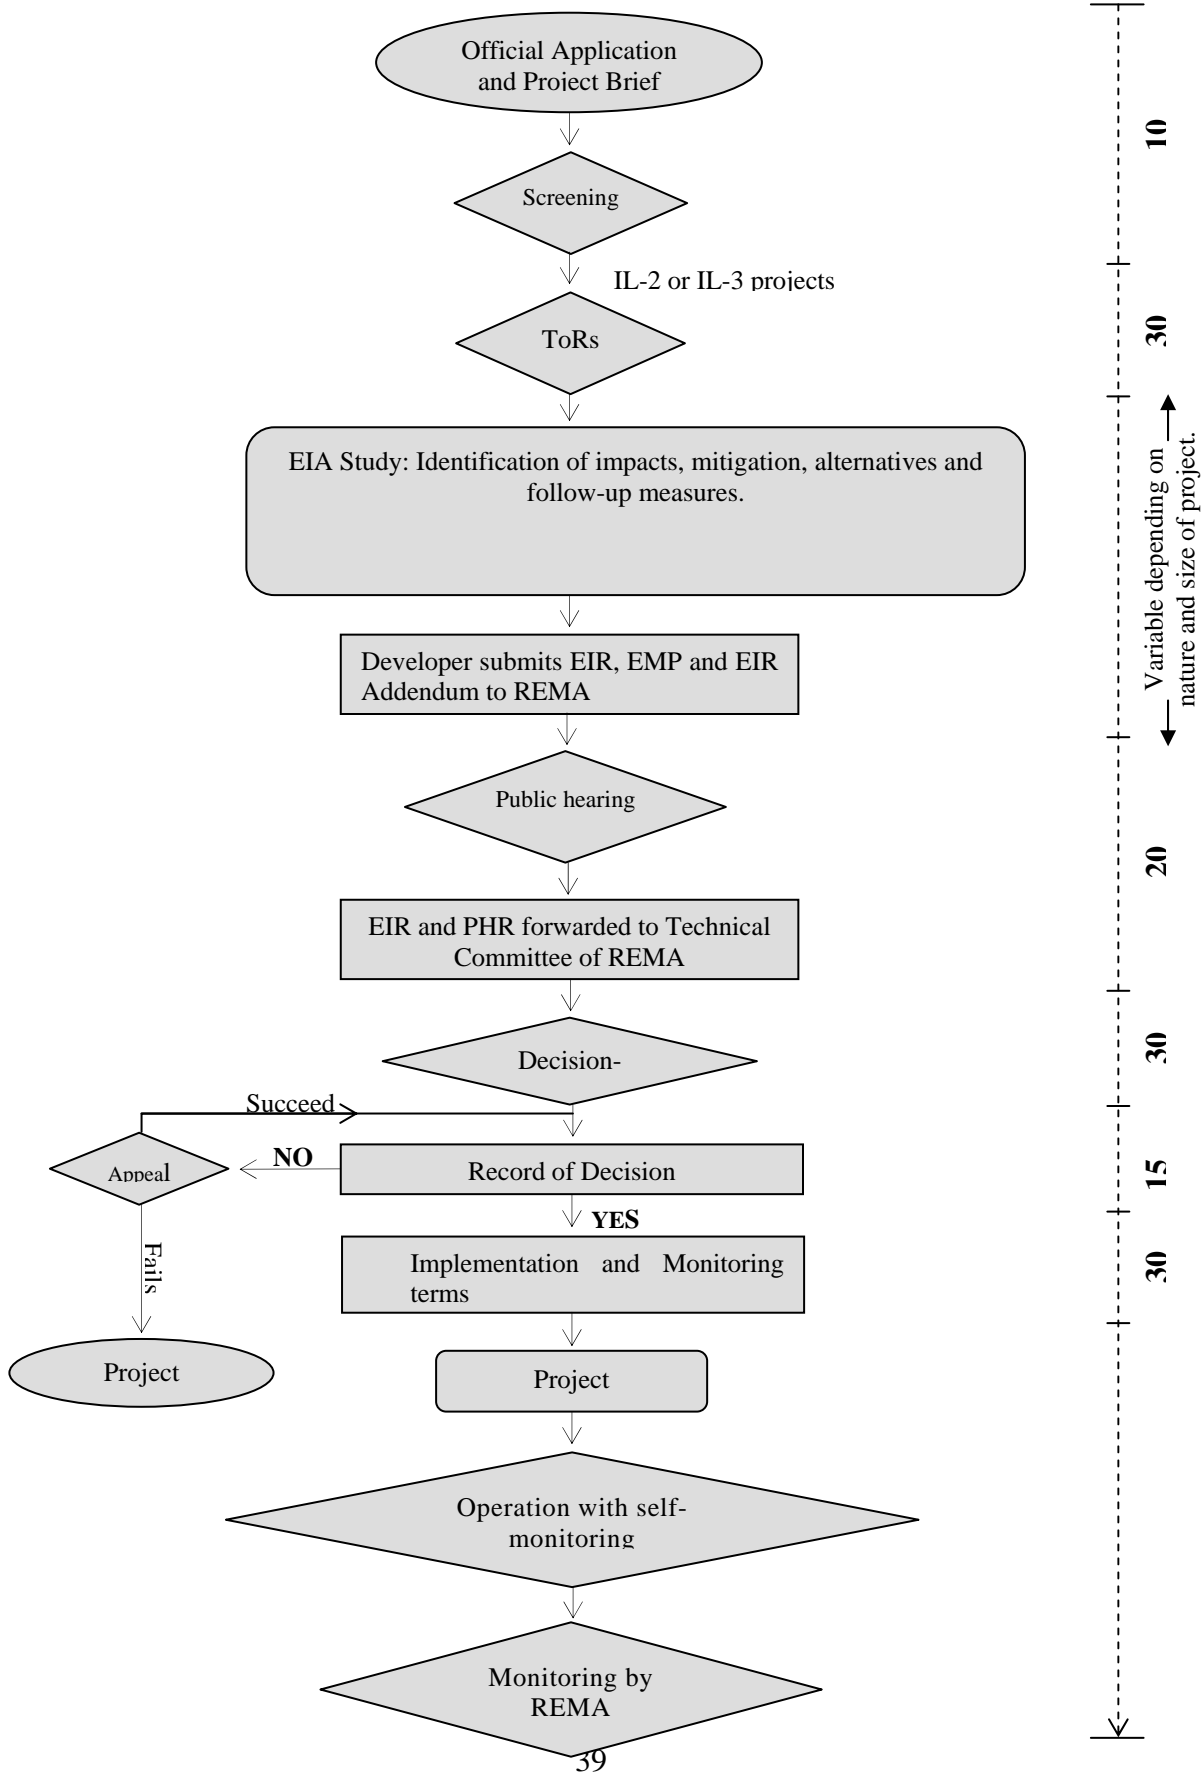 Official Application
and Project Brief
10
Screening
IL-2 or IL-3 projects
ToRs
30
EIA Study: Identification of impacts, mitigation, alternatives and
follow-up measures.
Variable depending on
nature and size of project.
Developer submits EIR, EMP and EIR
Addendum to REMA
Public hearing
20
EIR and PHR forwarded to Technical
Committee of REMA
Decision-
30
Succeed
Appeal
NO
Record of Decision
15
YES
Fails
Implementation and Monitoring
terms
30
Project
Project
Operation with self-
monitoring
Monitoring by
REMA
39